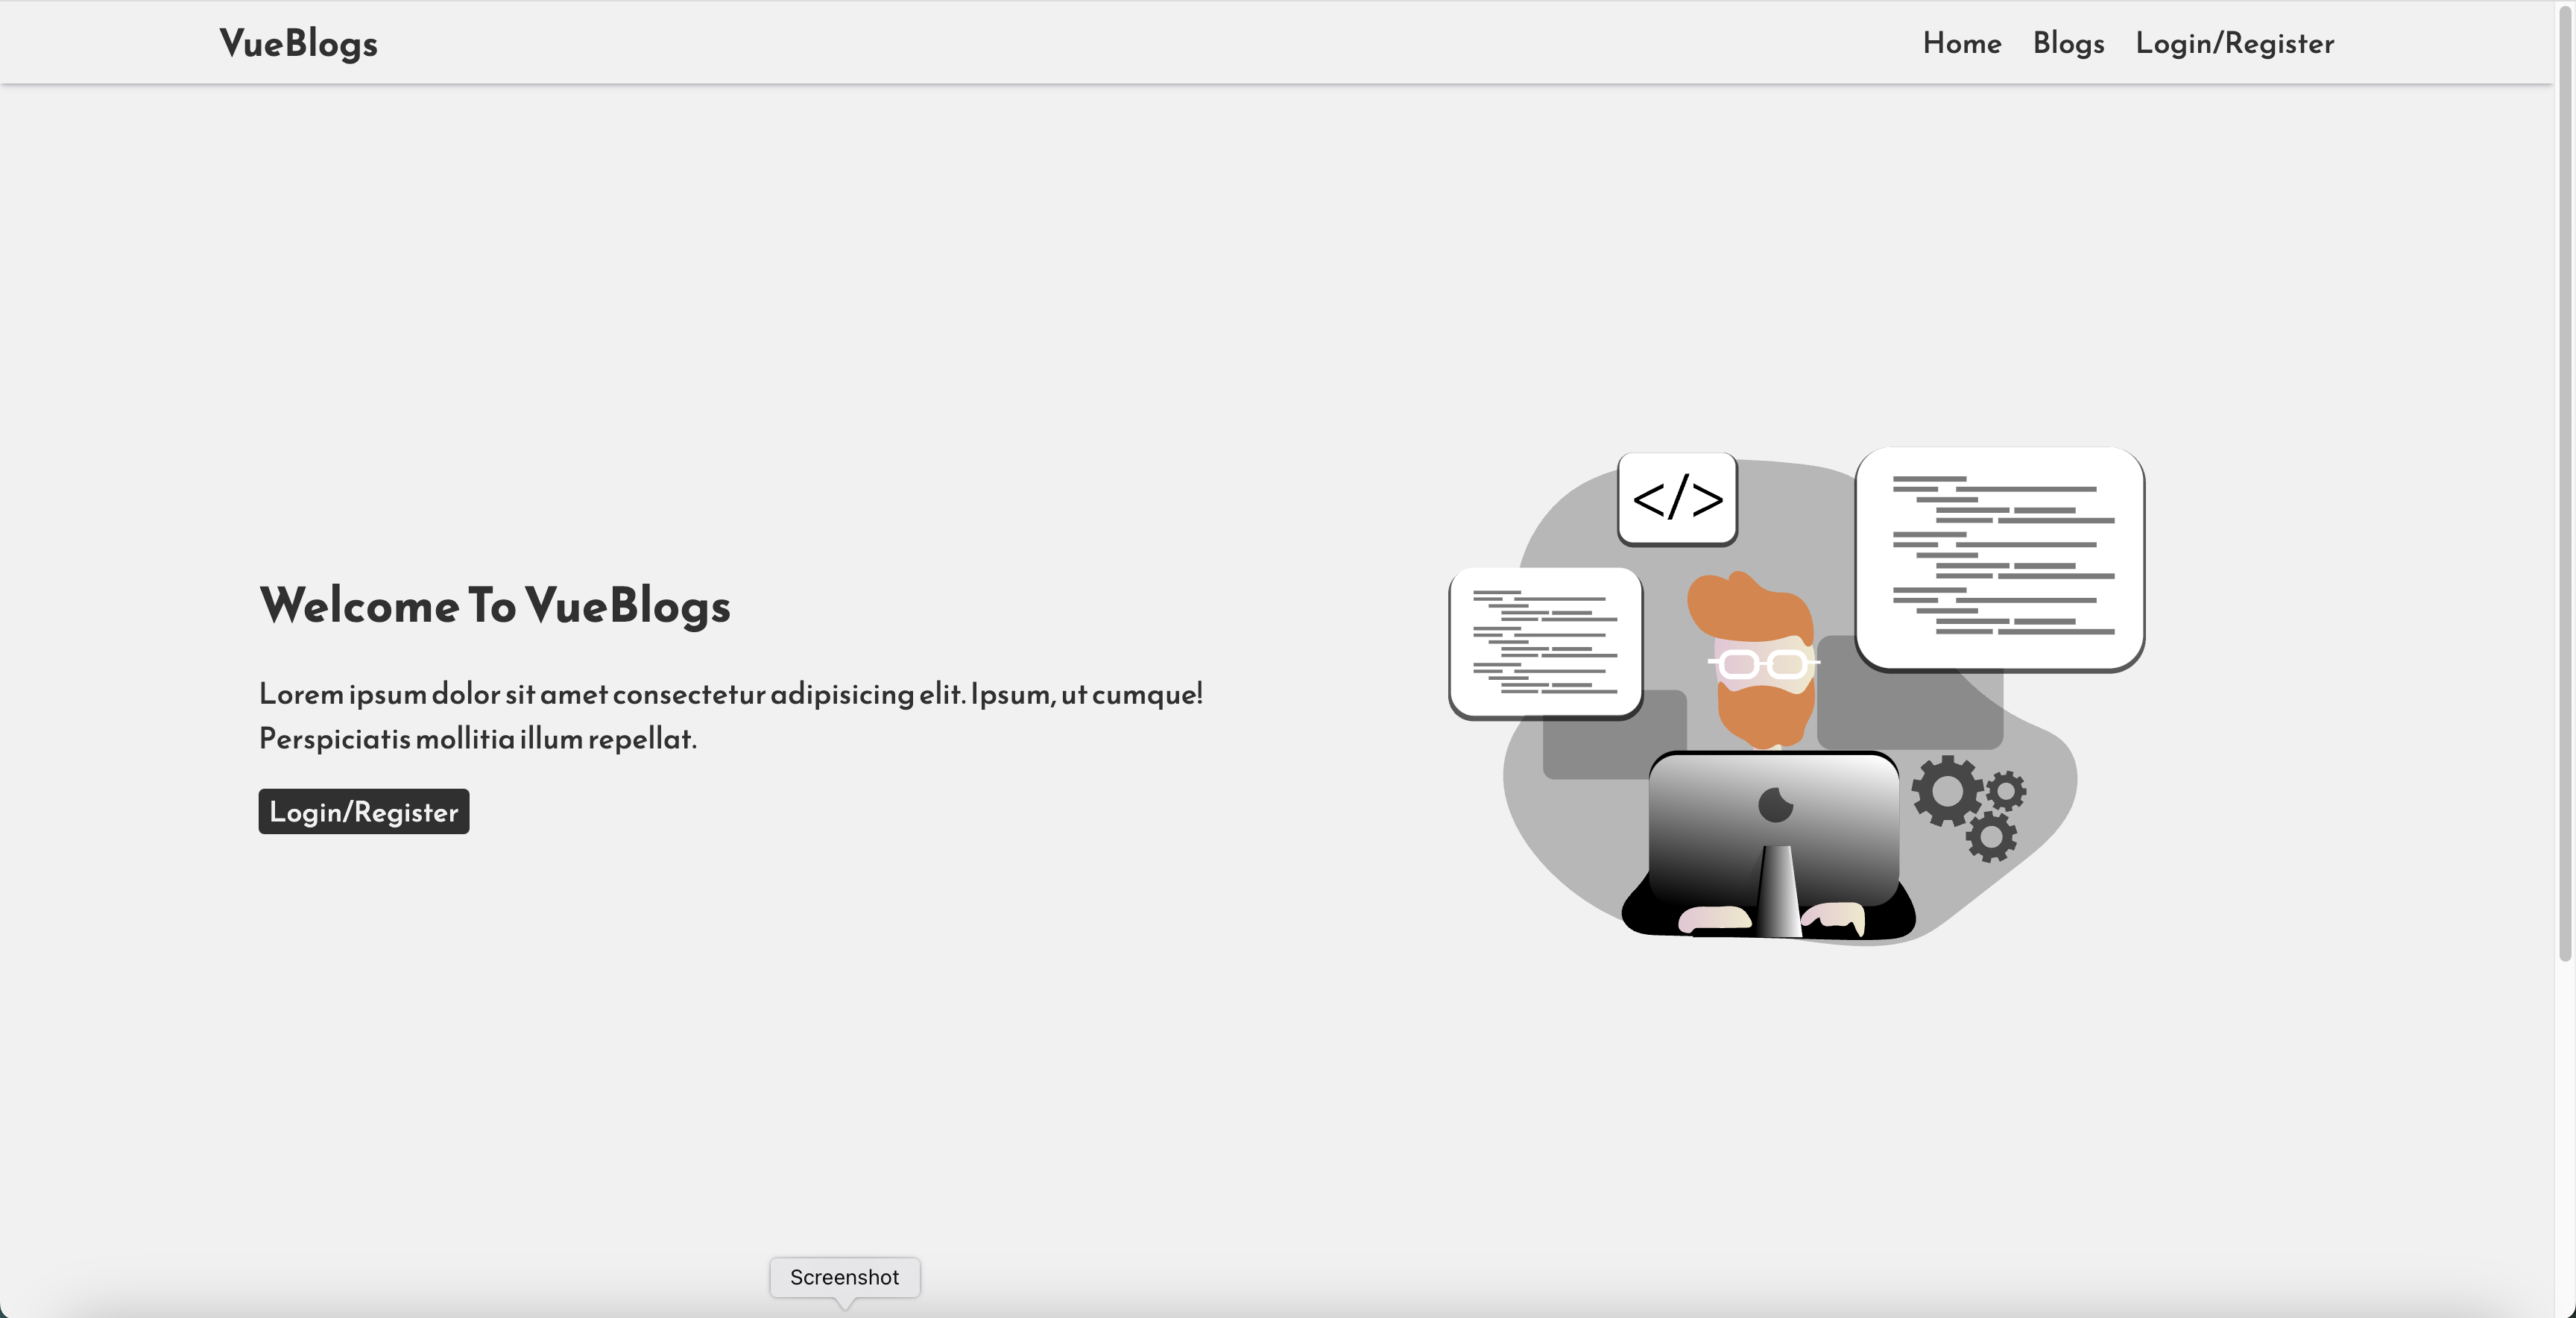 VueBlogs
Home Blogs Login/Register
</>
Welcome To VueBlogs
Lorem ipsum dolor sit amet consectetur adipisicing elit. Ipsum, ut cumque!
Perspiciatis mollitia illum repellat.
Login/Register
Screenshot